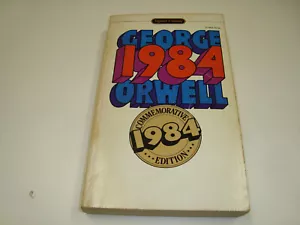 GEORGE
1984
ORWELL
COMMEMORATIVE
1984
EDITION